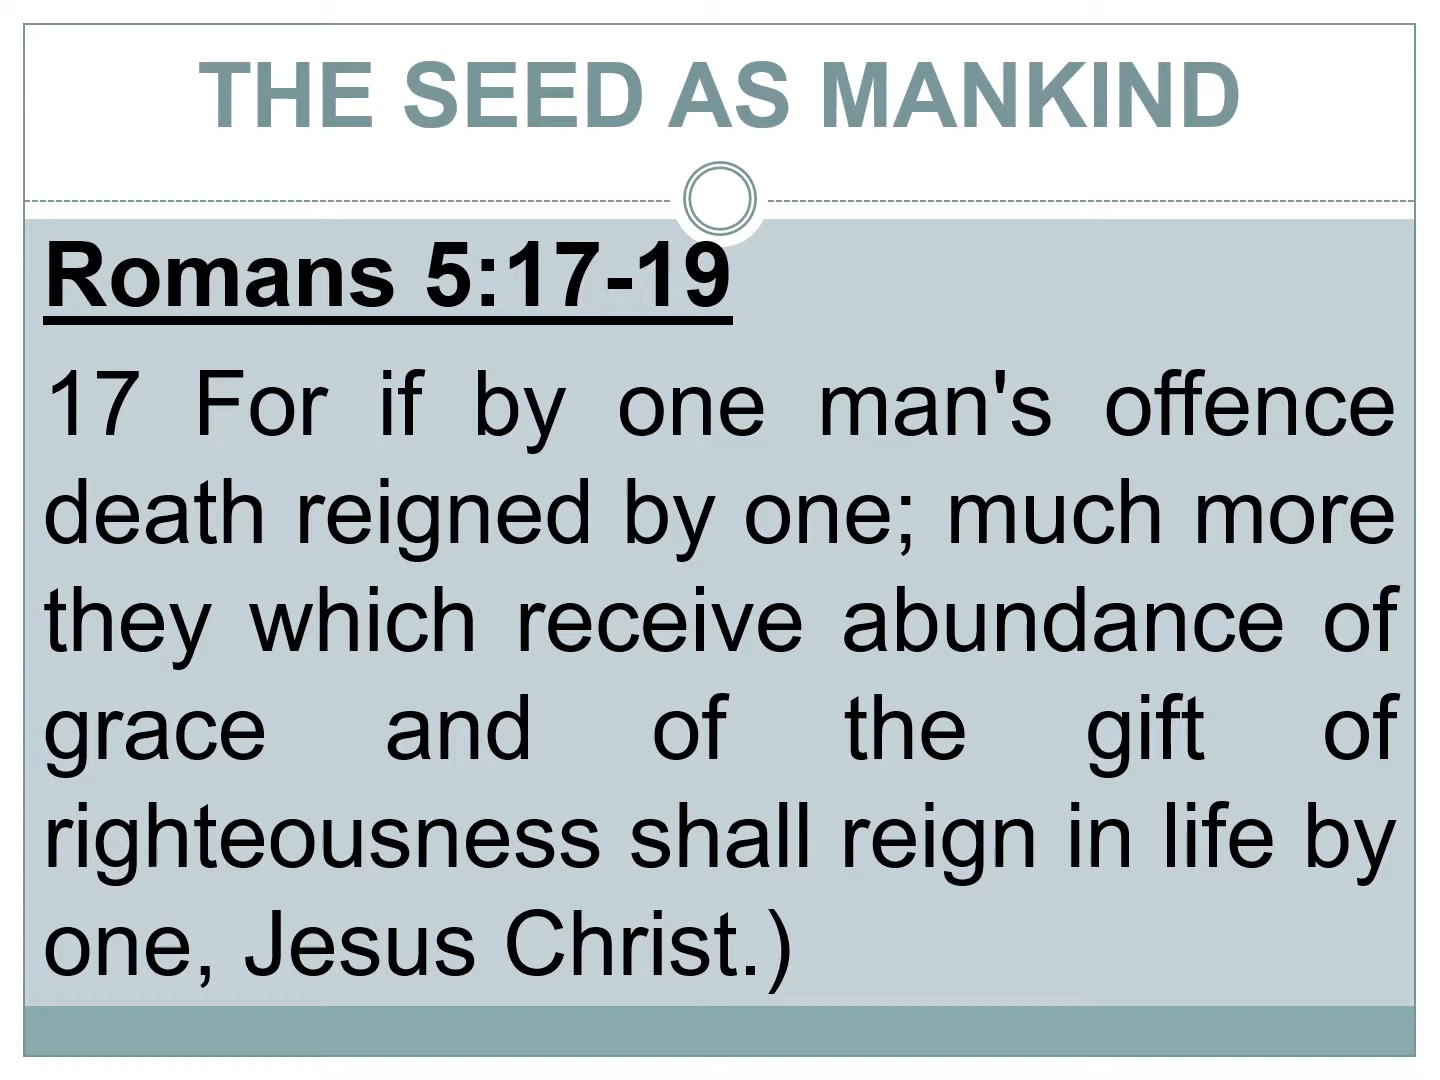 THE SEED AS MANKIND
Romans 5:17-19
17 For if by one man's offence
death reigned by one; much more
they which receive abundance of
grace and of the gift of
righteousness shall reign in life by
one, Jesus Christ.)